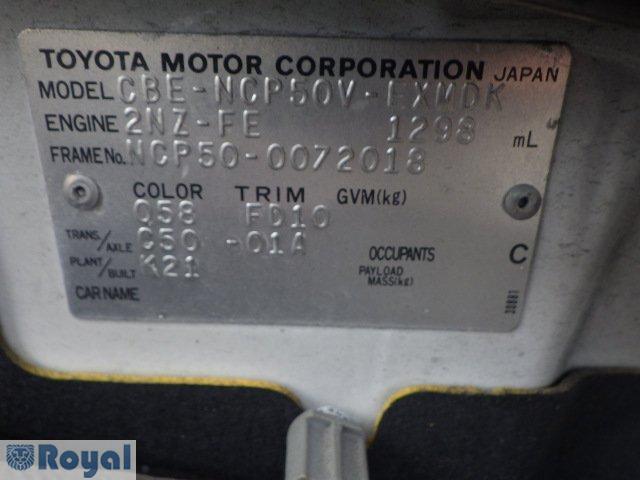 TOYOTA MOTOR CORPORATION JAPAN
MODEL CBE-NCP50V-EXMDK
ENGINE 2NZ-FE 1298 mL
FRAME No. NCP50-0072018
COLOR TRIM GVM(kg)
058 FD10
TRANS/AXLE C50 -01A OCCUPANTS C
PLANT/BUILT K21 PAYLOAD MASS(kg)
CAR NAME
Royal